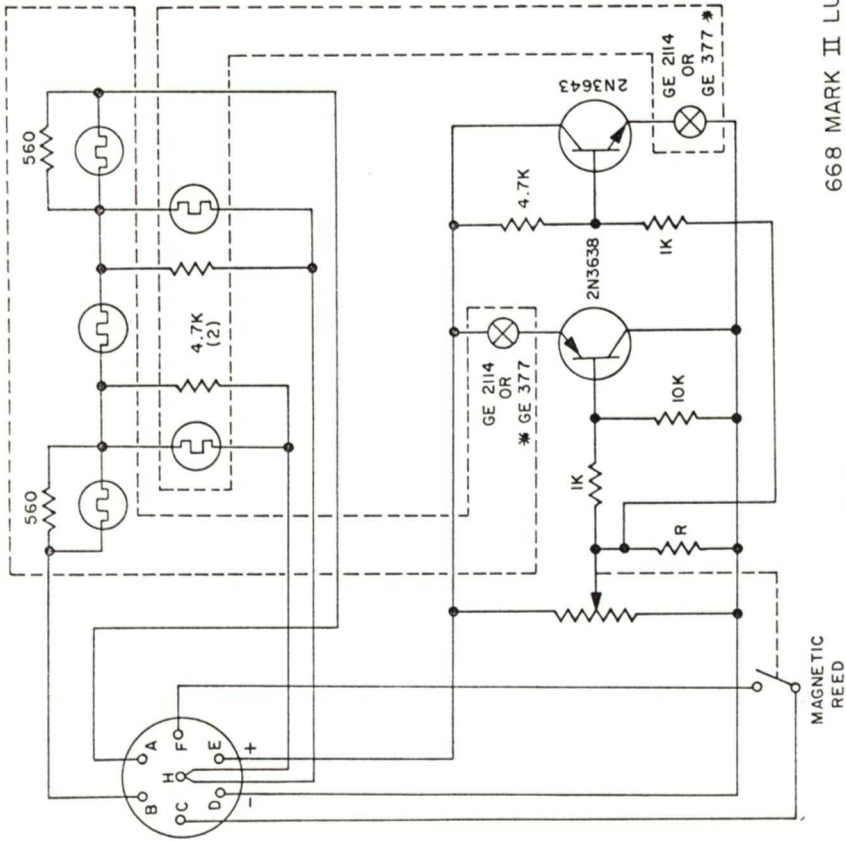 560
560
4.7K
(2)
GE 2114
OR
GE 377 *
2N3643
4.7K
1K
2N3638
GE 2114
OR
* GE 377
10K
1K
R
B
A
H
F
C
E
D
+
-
MAGNETIC
REED
668 MARK II LU